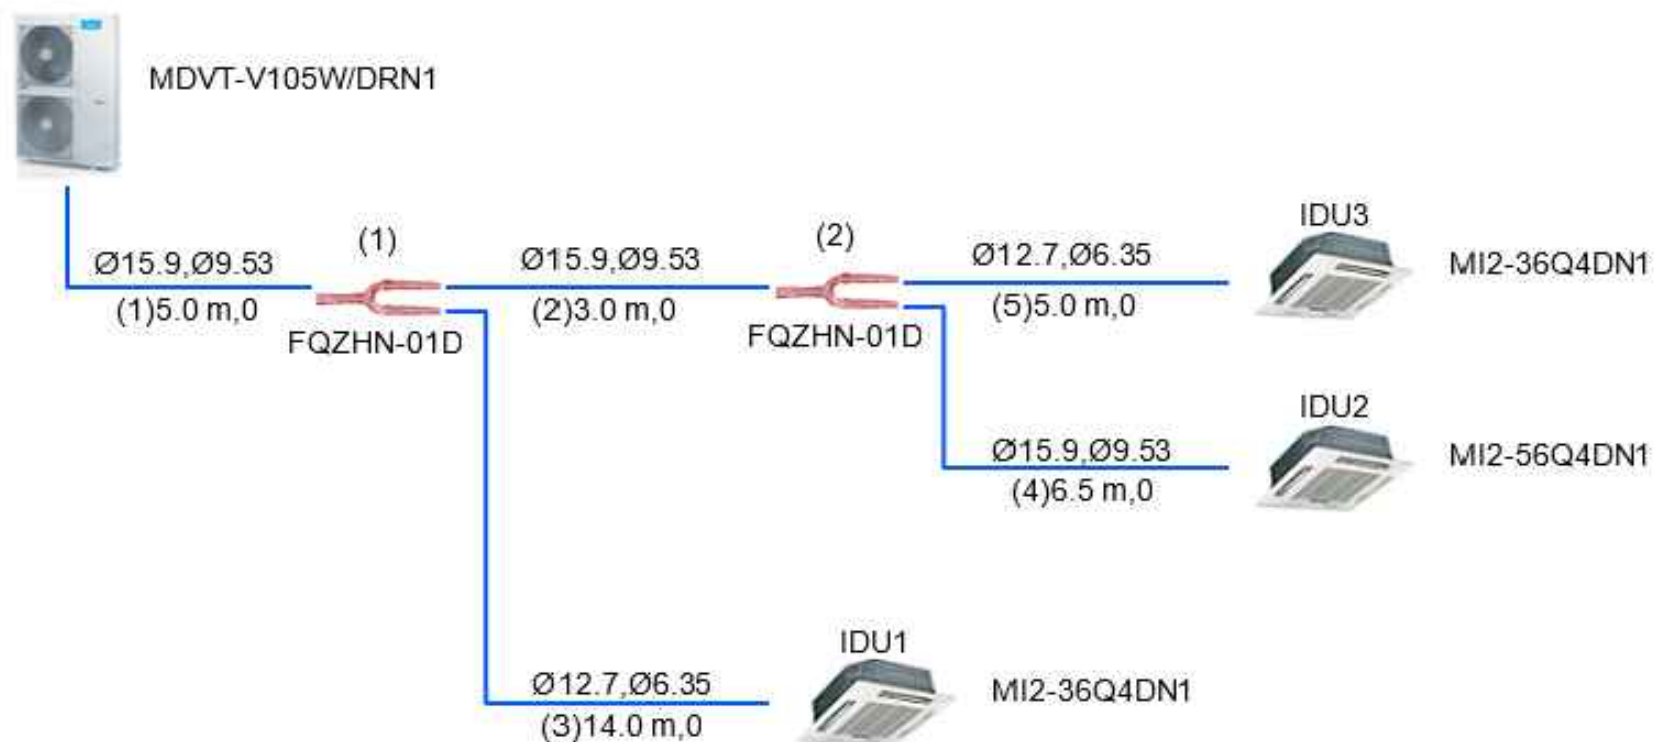 MDVT-V105W/DRN1
(1)
Ø15.9,Ø9.53
(1)5.0 m,0
FQZHN-01D
Ø15.9,Ø9.53
(2)3.0 m,0
(2)
FQZHN-01D
Ø12.7,Ø6.35
(5)5.0 m,0
IDU3
MI2-36Q4DN1
Ø15.9,Ø9.53
(4)6.5 m,0
IDU2
MI2-56Q4DN1
Ø12.7,Ø6.35
(3)14.0 m,0
IDU1
MI2-36Q4DN1